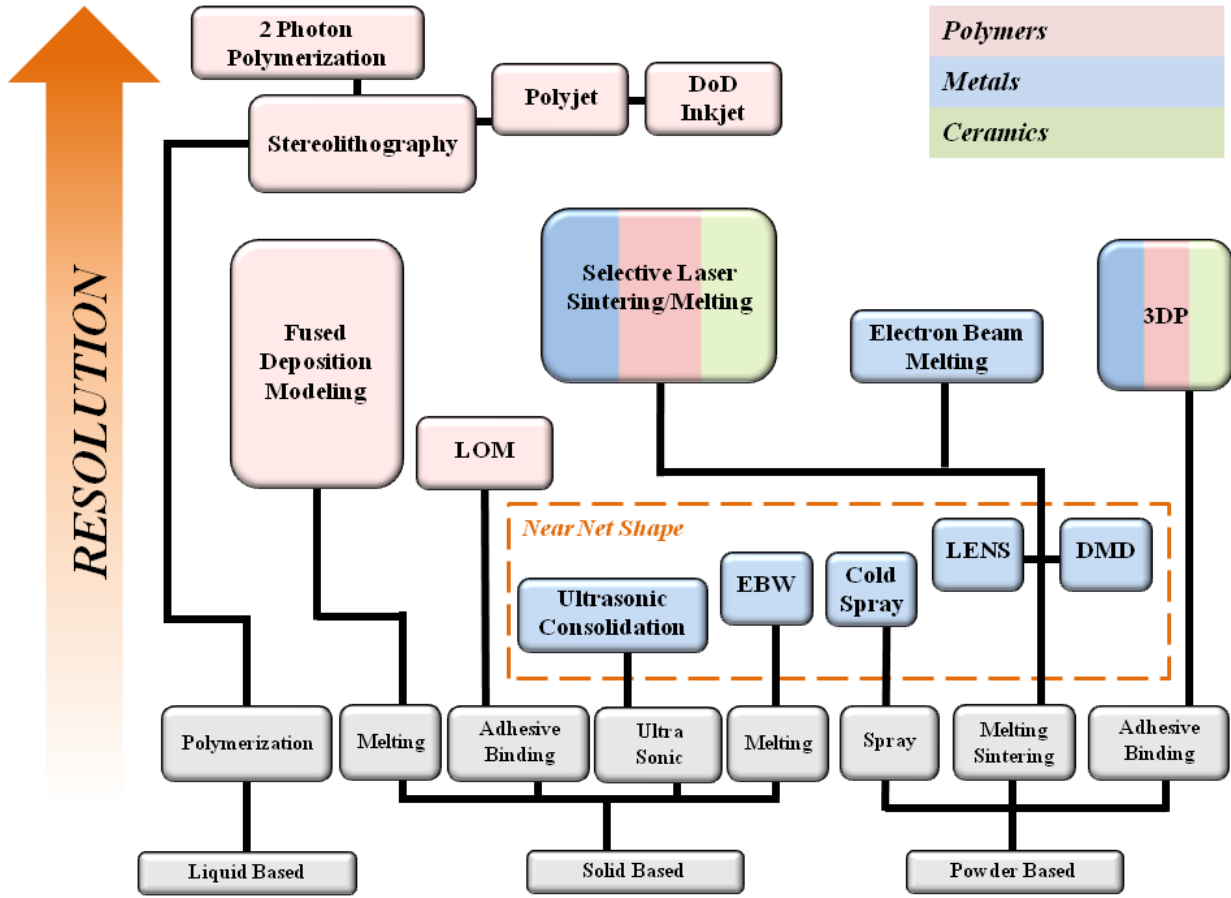 2 Photon
Polymerization
Polyjet
DoD
Inkjet
Stereolithography
Polymers
Metals
Ceramics
RESOLUTION
Fused
Deposition
Modeling
Selective Laser
Sintering/Melting
Electron Beam
Melting
3DP
LOM
Near Net Shape
Ultrasonic
Consolidation
EBW
Cold
Spray
LENS
DMD
Polymerization
Melting
Adhesive
Binding
Ultra
Sonic
Melting
Spray
Melting
Sintering
Adhesive
Binding
Liquid Based
Solid Based
Powder Based